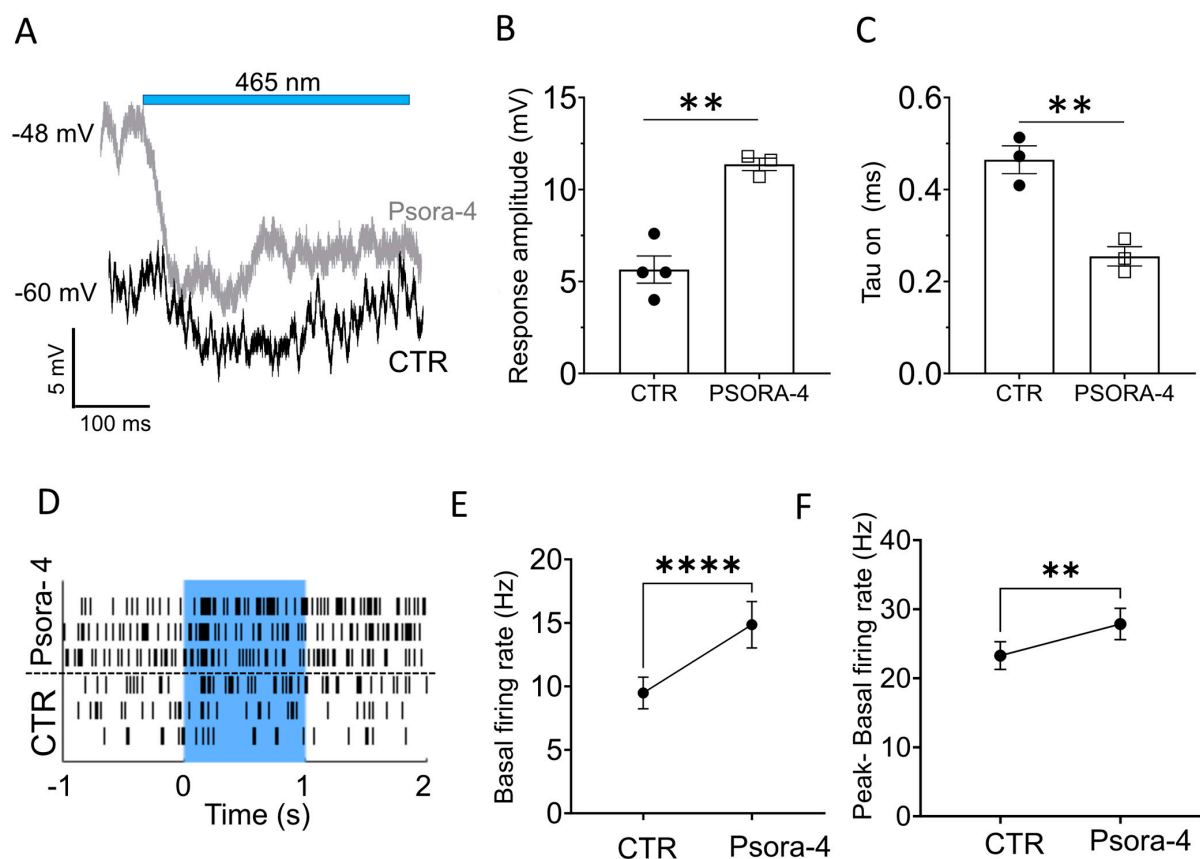 A
465 nm
-48 mV
Psora-4
-60 mV
CTR
5 mV
100 ms
B
**
Response amplitude (mV)
15
10
5
0
CTR PSORA-4
C
**
Tau on (ms)
0.6
0.4
0.2
0.0
CTR PSORA-4
D
Psora- 4
CTR
-1 0 1 2
Time (s)
E
****
Basal firing rate (Hz)
20
15
10
5
0
CTR Psora-4
F
**
Peak- Basal firing rate (Hz)
40
30
20
10
0
CTR Psora-4